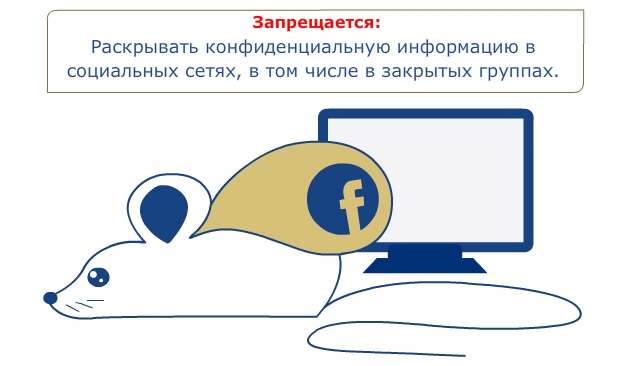 Запрещается:
Раскрывать конфиденциальную информацию в
социальных сетях, в том числе в закрытых группах.
f